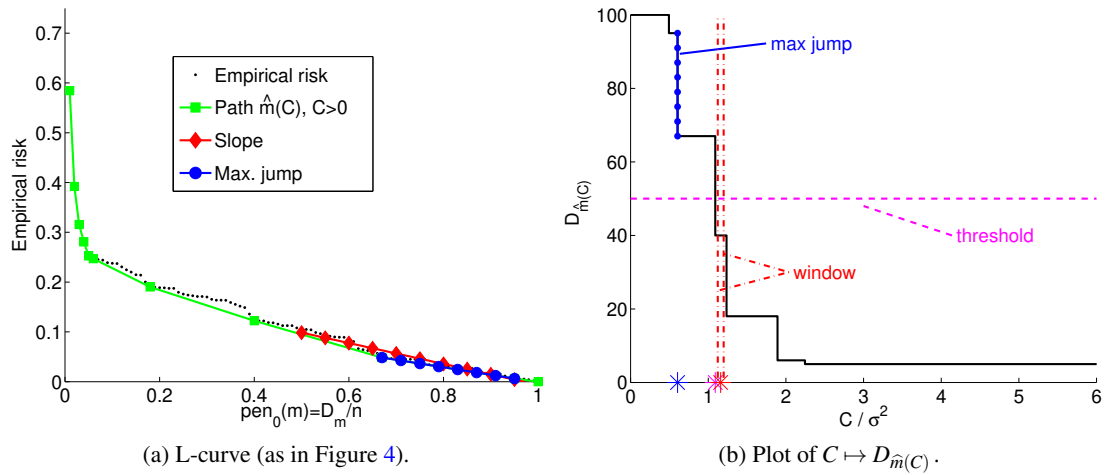 0.7
0.6
0.5
0.4
0.3
0.2
0.1
0
Empirical risk
Empirical risk
Path m̂(C), C>0
Slope
Max. jump
0 0.2 0.4 0.6 0.8 1
pen₀(m)=Dₘ/n
(a) L-curve (as in Figure 4).
100
80
60
40
20
0
D_m̂(C)
max jump
threshold
window
0 1 2 3 4 5 6
C / σ²
(b) Plot of C ↦ D_m̂(C) .